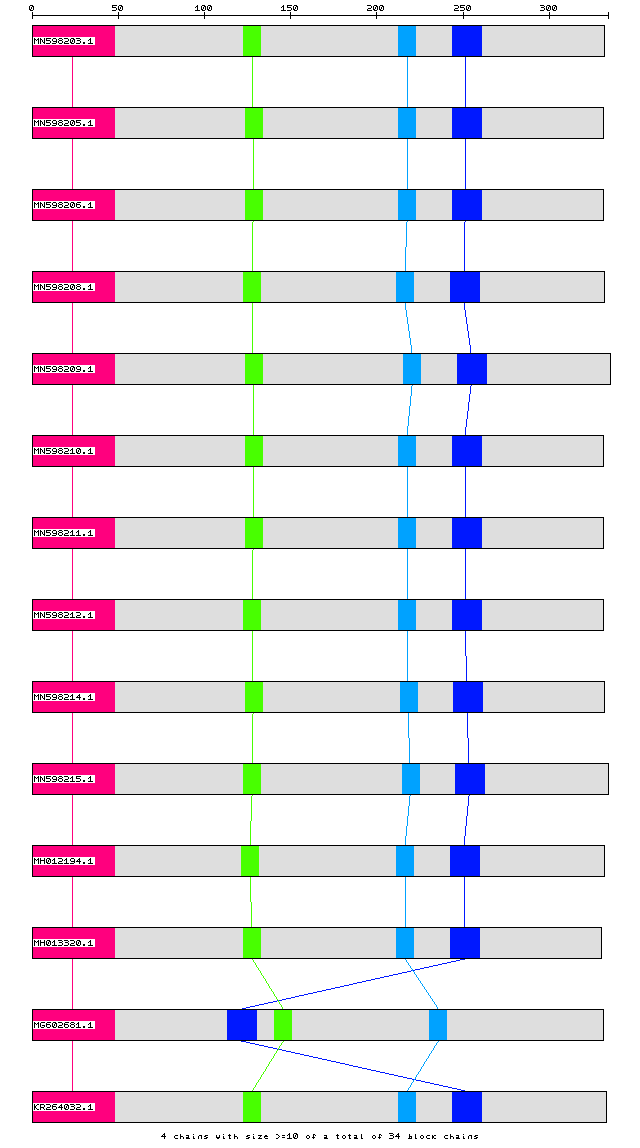 0 50 100 150 200 250 300
MN598203.1
MN598205.1
MN598206.1
MN598208.1
MN598209.1
MN598210.1
MN598211.1
MN598212.1
MN598214.1
MN598215.1
MH012194.1
MH013320.1
MG602681.1
KR264032.1
4 chains with size >=10 of a total of 34 block chains